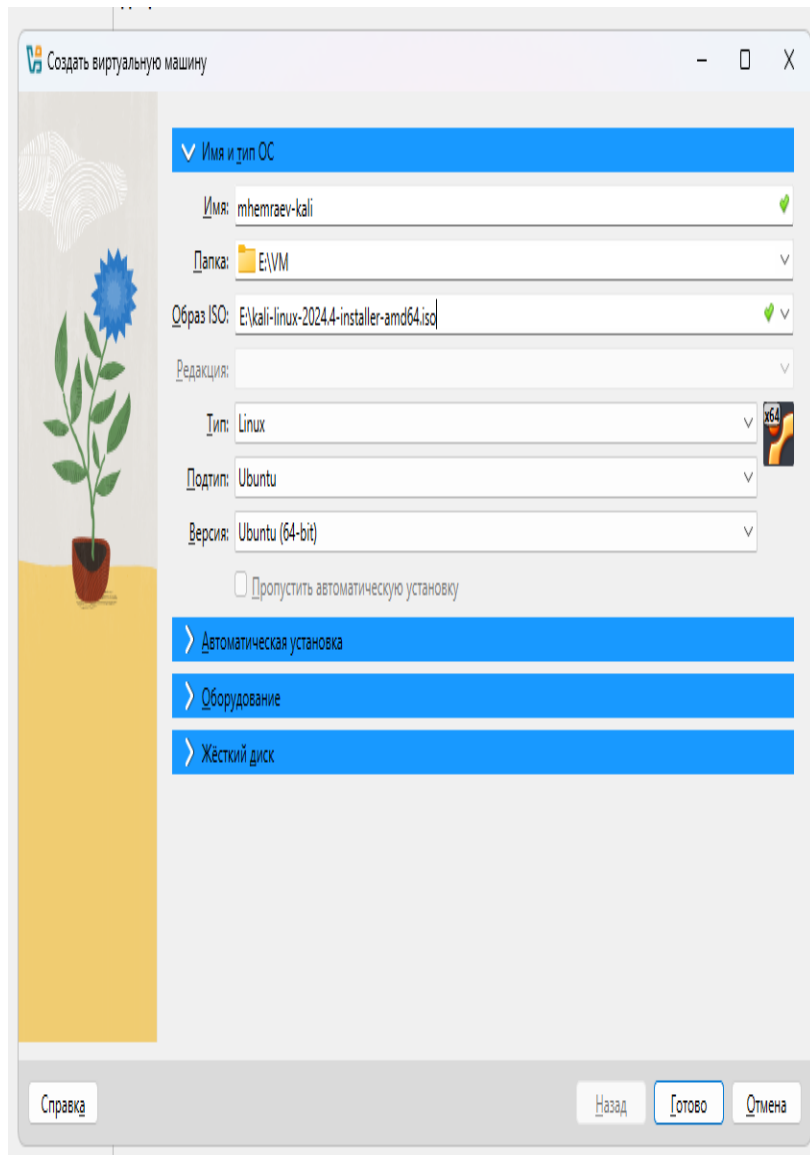 Создать виртуальную машину
Имя и тип ОС
Имя: mhemraev-kali
Папка: E:\VM
Образ ISO: E:\kali-linux-2024.4-installer-amd64.iso
Редакция:
Тип: Linux
x64
Подтип: Ubuntu
Версия: Ubuntu (64-bit)
Пропустить автоматическую установку
Автоматическая установка
Оборудование
Жёсткий диск
Справка Назад Готово Отмена